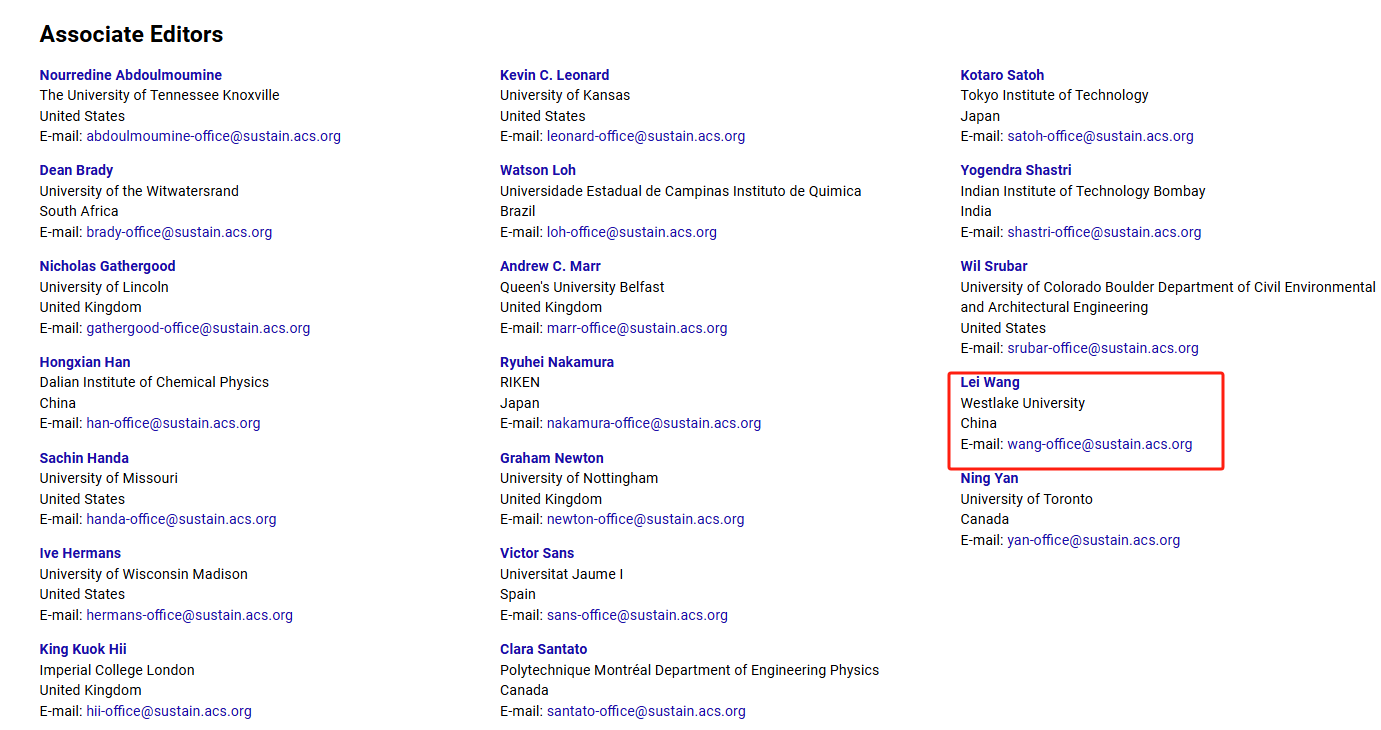 Associate Editors
Nourredine Abdoulmoumine
The University of Tennessee Knoxville
United States
E-mail: abdoulmoumine-office@sustain.acs.org
Dean Brady
University of the Witwatersrand
South Africa
E-mail: brady-office@sustain.acs.org
Nicholas Gathergood
University of Lincoln
United Kingdom
E-mail: gathergood-office@sustain.acs.org
Hongxian Han
Dalian Institute of Chemical Physics
China
E-mail: han-office@sustain.acs.org
Sachin Handa
University of Missouri
United States
E-mail: handa-office@sustain.acs.org
Ive Hermans
University of Wisconsin Madison
United States
E-mail: hermans-office@sustain.acs.org
King Kuok Hii
Imperial College London
United Kingdom
E-mail: hii-office@sustain.acs.org
Kevin C. Leonard
University of Kansas
United States
E-mail: leonard-office@sustain.acs.org
Watson Loh
Universidade Estadual de Campinas Instituto de Quimica
Brazil
E-mail: loh-office@sustain.acs.org
Andrew C. Marr
Queen's University Belfast
United Kingdom
E-mail: marr-office@sustain.acs.org
Ryuhei Nakamura
RIKEN
Japan
E-mail: nakamura-office@sustain.acs.org
Graham Newton
University of Nottingham
United Kingdom
E-mail: newton-office@sustain.acs.org
Victor Sans
Universitat Jaume I
Spain
E-mail: sans-office@sustain.acs.org
Clara Santato
Polytechnique Montréal Department of Engineering Physics
Canada
E-mail: santato-office@sustain.acs.org
Kotaro Satoh
Tokyo Institute of Technology
Japan
E-mail: satoh-office@sustain.acs.org
Yogendra Shastri
Indian Institute of Technology Bombay
India
E-mail: shastri-office@sustain.acs.org
Wil Srubar
University of Colorado Boulder Department of Civil Environmental
and Architectural Engineering
United States
E-mail: srubar-office@sustain.acs.org
Lei Wang
Westlake University
China
E-mail: wang-office@sustain.acs.org
Ning Yan
University of Toronto
Canada
E-mail: yan-office@sustain.acs.org